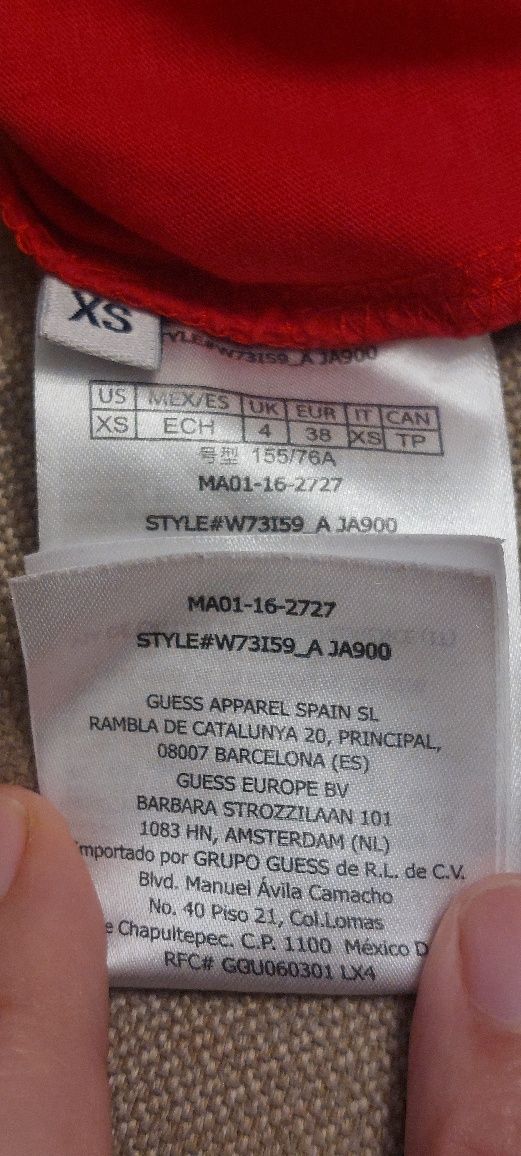 XS
STYLE#W73I59_A JA900
US MEX/ES UK EUR IT CAN
XS ECH 4 38 XS TP
号型 155/76A
MA01-16-2727
STYLE#W73I59_A JA900
MA01-16-2727
STYLE#W73I59_A JA900
GUESS APPAREL SPAIN SL
RAMBLA DE CATALUNYA 20, PRINCIPAL,
08007 BARCELONA (ES)
GUESS EUROPE BV
BARBARA STROZZILAAN 101
1083 HN, AMSTERDAM (NL)
Importado por GRUPO GUESS de R.L. de C.V.
Blvd. Manuel Ávila Camacho
No. 40 Piso 21, Col.Lomas
e Chapultepec. C.P. 1100 México D
RFC# GGU060301 LX4